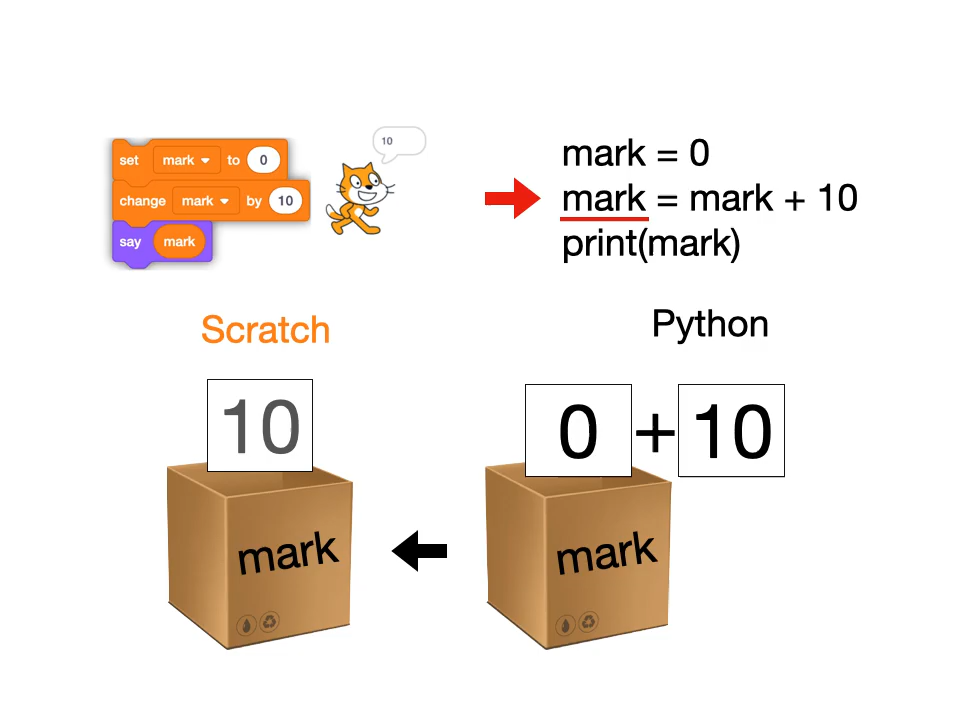 set mark to 0
change mark by 10
say mark
10
mark = 0
mark = mark + 10
print(mark)
Scratch
Python
10
0 + 10
mark
mark